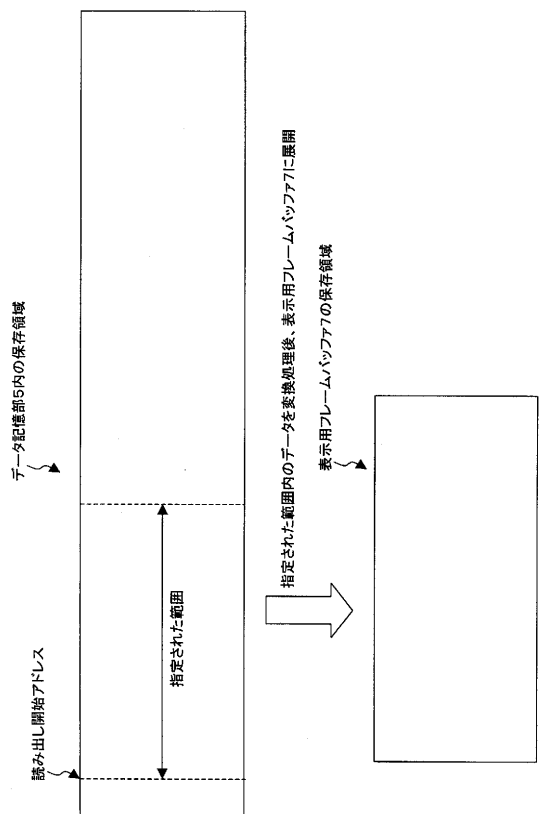 データ記憶部5内の保存領域
読み出し開始アドレス
指定された範囲
指定された範囲内のデータを変換処理後、表示用フレームバッファ7に展開
表示用フレームバッファ7の保存領域